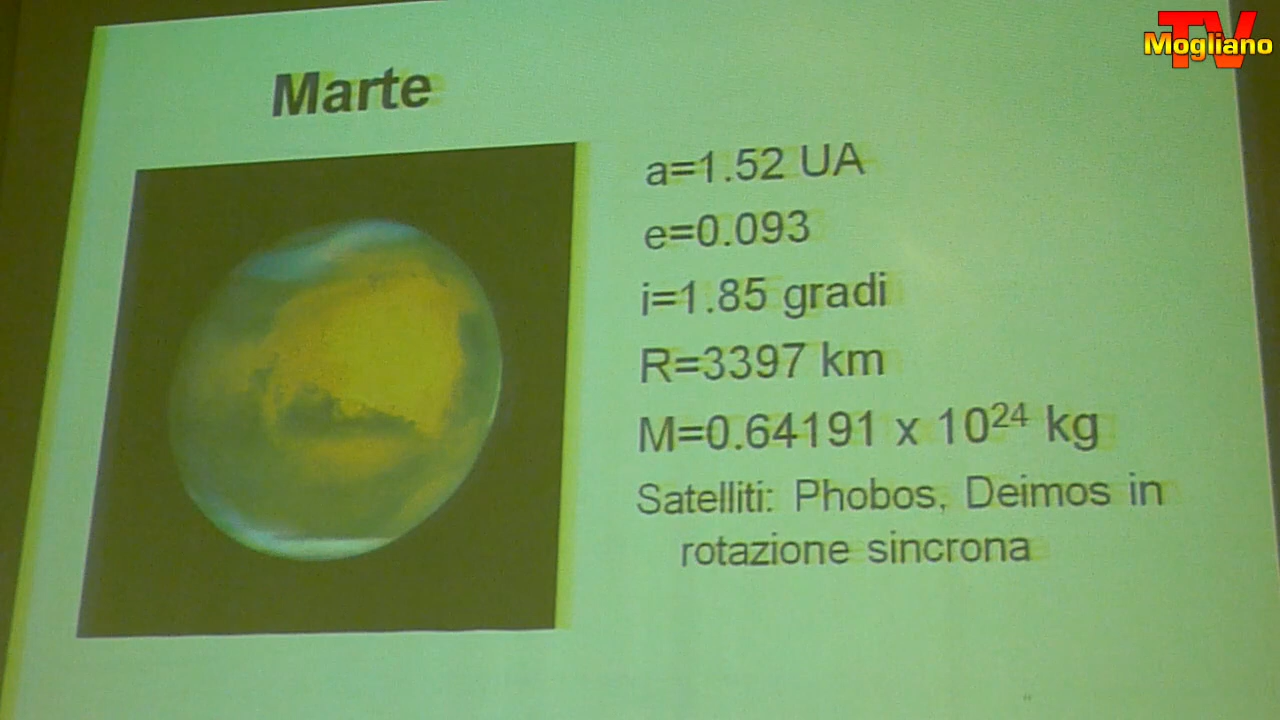 TV
Mogliano
Marte
a=1.52 UA
e=0.093
i=1.85 gradi
R=3397 km
M=0.64191 x 10²⁴ kg
Satelliti: Phobos, Deimos in
rotazione sincrona